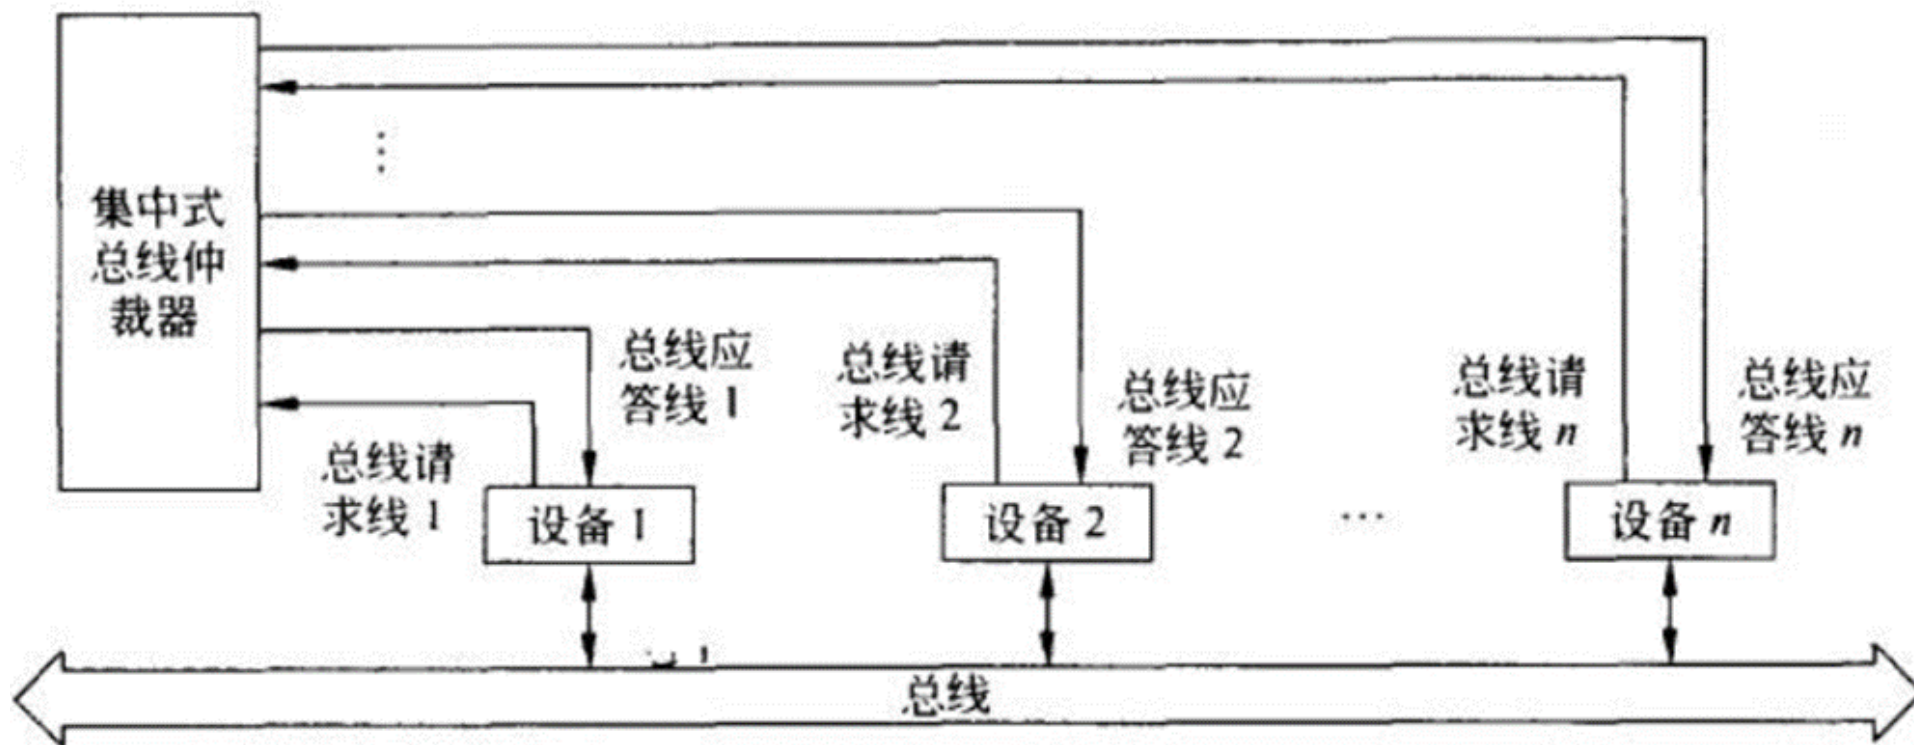 集中式
总线仲
裁器
总线请
求线 1
总线应
答线 1
设备 1
总线请
求线 2
总线应
答线 2
设备 2
…
总线请
求线 n
总线应
答线 n
设备 n
总线